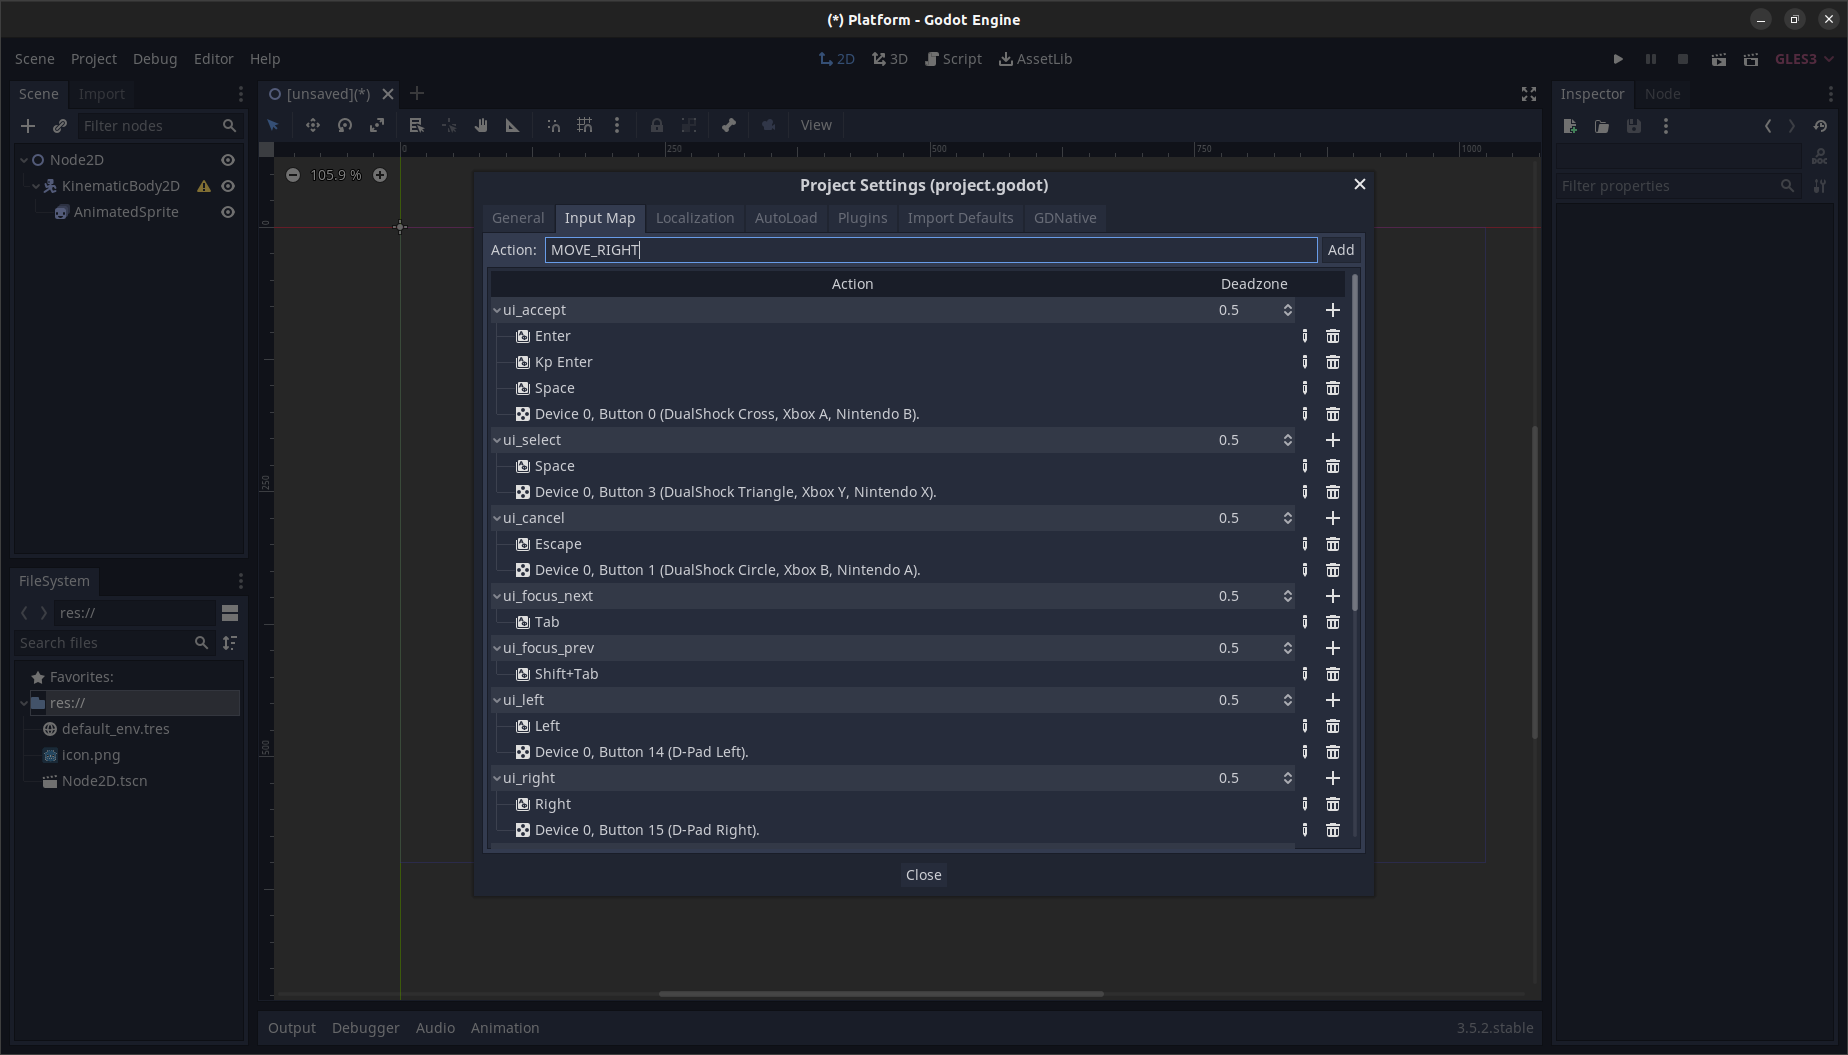 (*) Platform - Godot Engine
Scene Project Debug Editor Help
2D 3D Script AssetLib
GLES3
Scene Import
Filter nodes
Node2D
KinematicBody2D
AnimatedSprite
FileSystem
res://
Search files
Favorites:
res://
default_env.tres
icon.png
Node2D.tscn
[unsaved](*)
View
0 250 500 750 1000
0
250
500
105.9 %
Project Settings (project.godot)
General Input Map Localization AutoLoad Plugins Import Defaults GDNative
Action: MOVE_RIGHT Add
Action Deadzone
ui_accept 0.5
Enter
Kp Enter
Space
Device 0, Button 0 (DualShock Cross, Xbox A, Nintendo B).
ui_select 0.5
Space
Device 0, Button 3 (DualShock Triangle, Xbox Y, Nintendo X).
ui_cancel 0.5
Escape
Device 0, Button 1 (DualShock Circle, Xbox B, Nintendo A).
ui_focus_next 0.5
Tab
ui_focus_prev 0.5
Shift+Tab
ui_left 0.5
Left
Device 0, Button 14 (D-Pad Left).
ui_right 0.5
Right
Device 0, Button 15 (D-Pad Right).
Close
Output Debugger Audio Animation
3.5.2.stable
Inspector Node
DOC
Filter properties